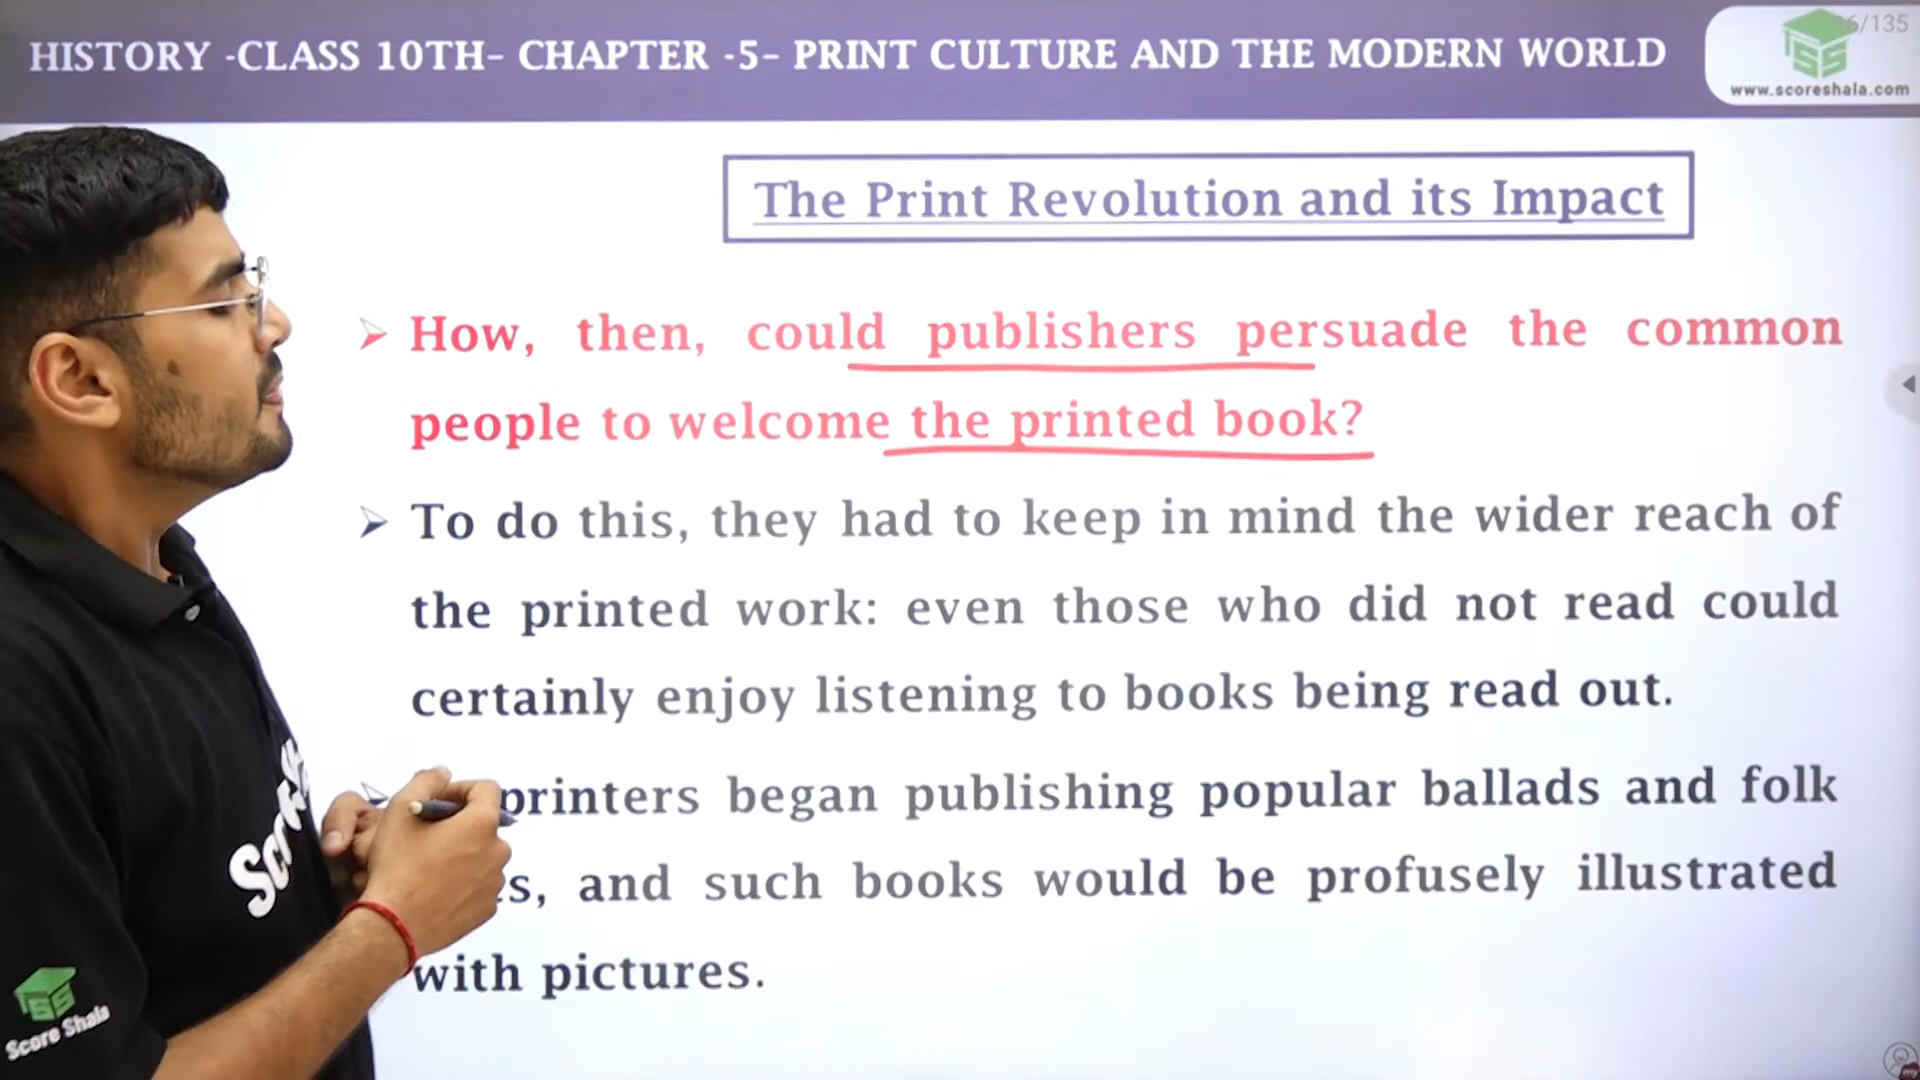 HISTORY -CLASS 10TH- CHAPTER -5- PRINT CULTURE AND THE MODERN WORLD
/135
www.scoreshala.com
The Print Revolution and its Impact
How, then, could publishers persuade the common
people to welcome the printed book?
To do this, they had to keep in mind the wider reach of
the printed work: even those who did not read could
certainly enjoy listening to books being read out.
printers began publishing popular ballads and folk
and such books would be profusely illustrated
with pictures.
Score Shala